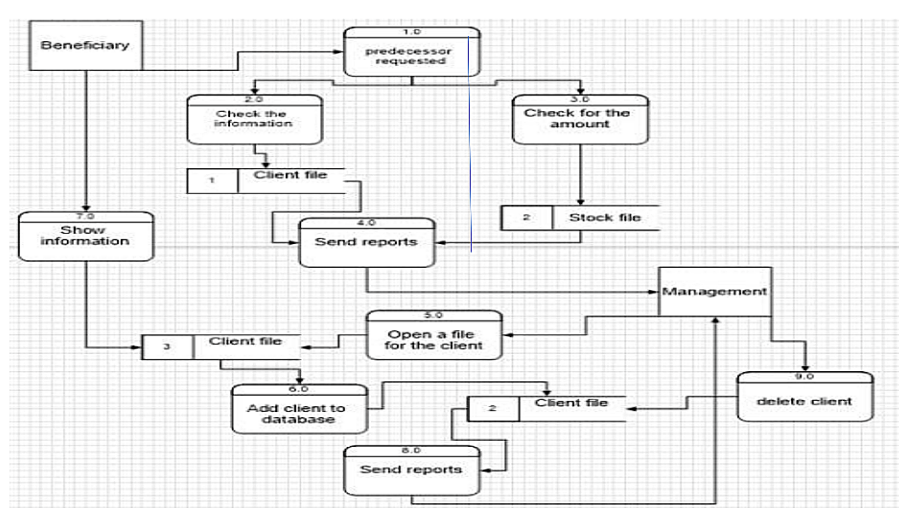 Beneficiary
1.0
predecessor
requested
2.0
Check the
information
3.0
Check for the
amount
1
Client file
7.0
Show
information
4.0
Send reports
2
Stock file
Management
5.0
Open a file
for the client
3
Client file
6.0
Add client to
database
2
Client file
9.0
delete client
8.0
Send reports